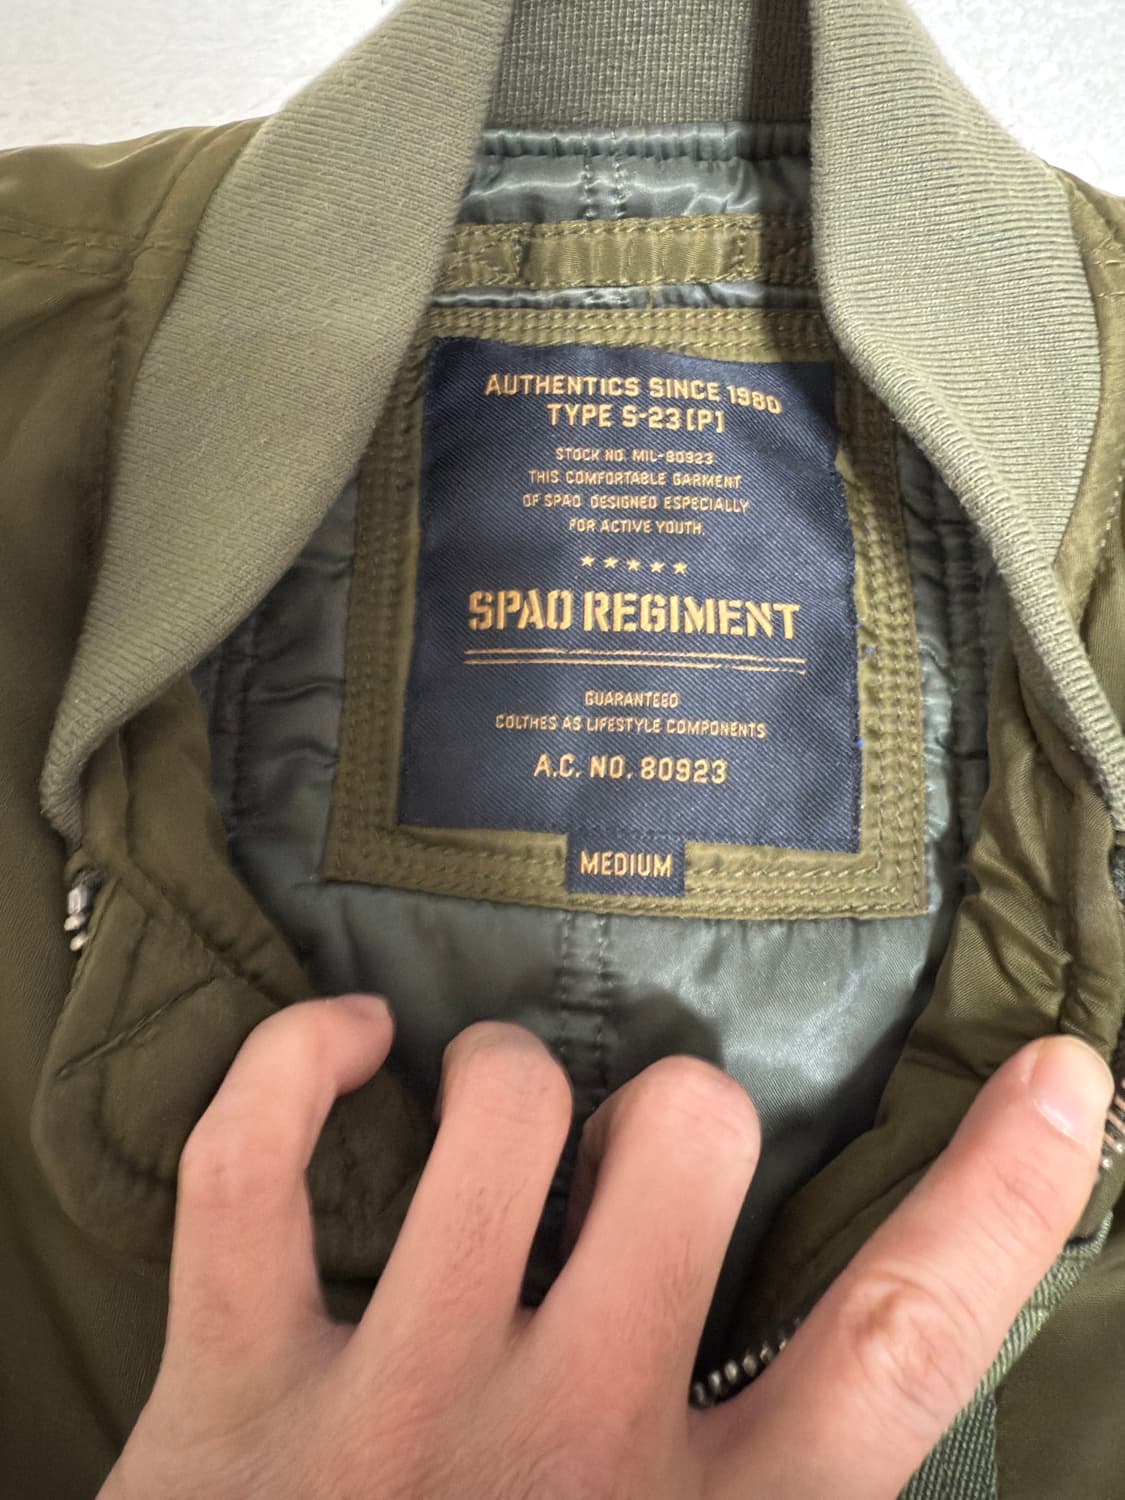 AUTHENTICS SINCE 1980
TYPE S-23(P)
STOCK NO. MIL-80923
THIS COMFORTABLE GARMENT
OF SPAO DESIGNED ESPECIALLY
FOR ACTIVE YOUTH.
★★★★★
SPAO REGIMENT
GUARANTEED
COLTHES AS LIFESTYLE COMPONENTS
A.C. NO. 80923
MEDIUM